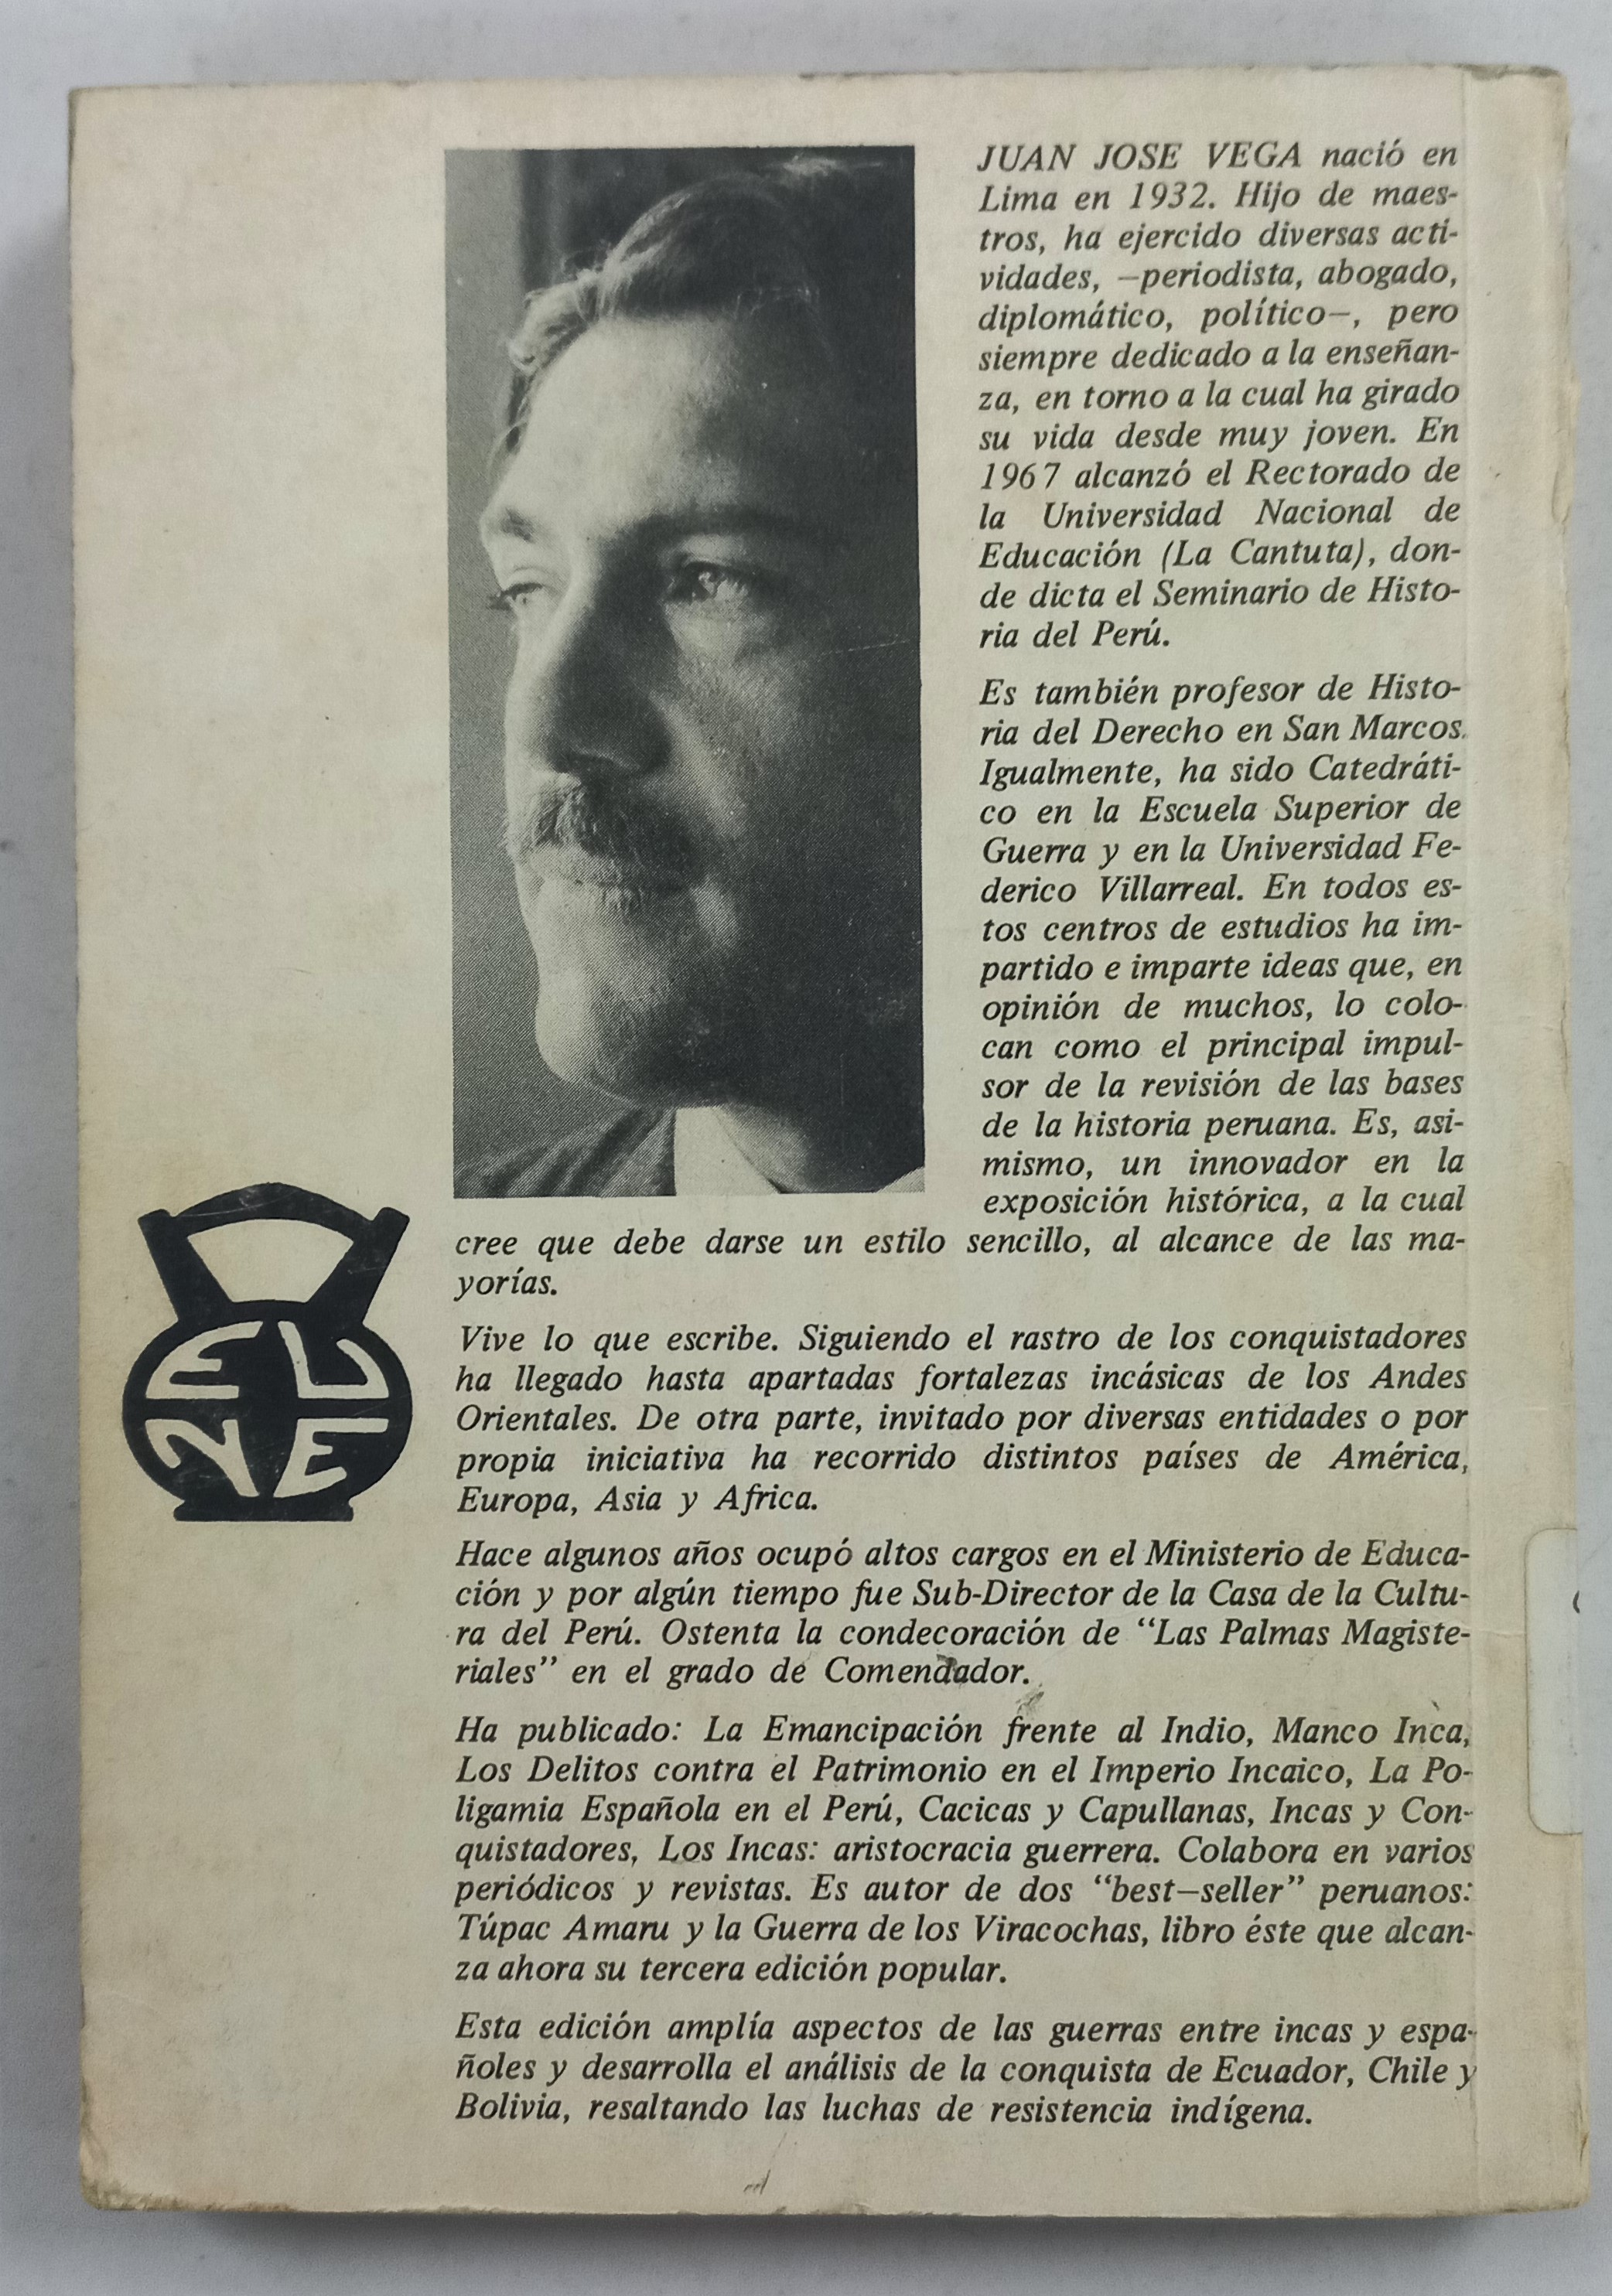 JUAN JOSE VEGA nació en
Lima en 1932. Hijo de maes-
tros, ha ejercido diversas acti-
vidades, —periodista, abogado,
diplomático, político—, pero
siempre dedicado a la enseñan-
za, en torno a la cual ha girado
su vida desde muy joven. En
1967 alcanzó el Rectorado de
la Universidad Nacional de
Educación (La Cantuta), don-
de dicta el Seminario de Histo-
ria del Perú.
Es también profesor de Histo-
ria del Derecho en San Marcos.
Igualmente, ha sido Catedráti-
co en la Escuela Superior de
Guerra y en la Universidad Fe-
derico Villarreal. En todos es-
tos centros de estudios ha im-
partido e imparte ideas que, en
opinión de muchos, lo colo-
can como el principal impul-
sor de la revisión de las bases
de la historia peruana. Es, asi-
mismo, un innovador en la
exposición histórica, a la cual
cree que debe darse un estilo sencillo, al alcance de las ma-
yorías.
Vive lo que escribe. Siguiendo el rastro de los conquistadores
ha llegado hasta apartadas fortalezas incásicas de los Andes
Orientales. De otra parte, invitado por diversas entidades o por
propia iniciativa ha recorrido distintos países de América,
Europa, Asia y Africa.
Hace algunos años ocupó altos cargos en el Ministerio de Educa-
ción y por algún tiempo fue Sub-Director de la Casa de la Cultu-
ra del Perú. Ostenta la condecoración de “Las Palmas Magiste-
riales” en el grado de Comendador.
Ha publicado: La Emancipación frente al Indio, Manco Inca,
Los Delitos contra el Patrimonio en el Imperio Incaico, La Po-
ligamia Española en el Perú, Cacicas y Capullanas, Incas y Con-
quistadores, Los Incas: aristocracia guerrera. Colabora en varios
periódicos y revistas. Es autor de dos “best—seller” peruanos:
Túpac Amaru y la Guerra de los Viracochas, libro éste que alcan-
za ahora su tercera edición popular.
Esta edición amplía aspectos de las guerras entre incas y espa-
ñoles y desarrolla el análisis de la conquista de Ecuador, Chile y
Bolivia, resaltando las luchas de resistencia indígena.
EU
NE